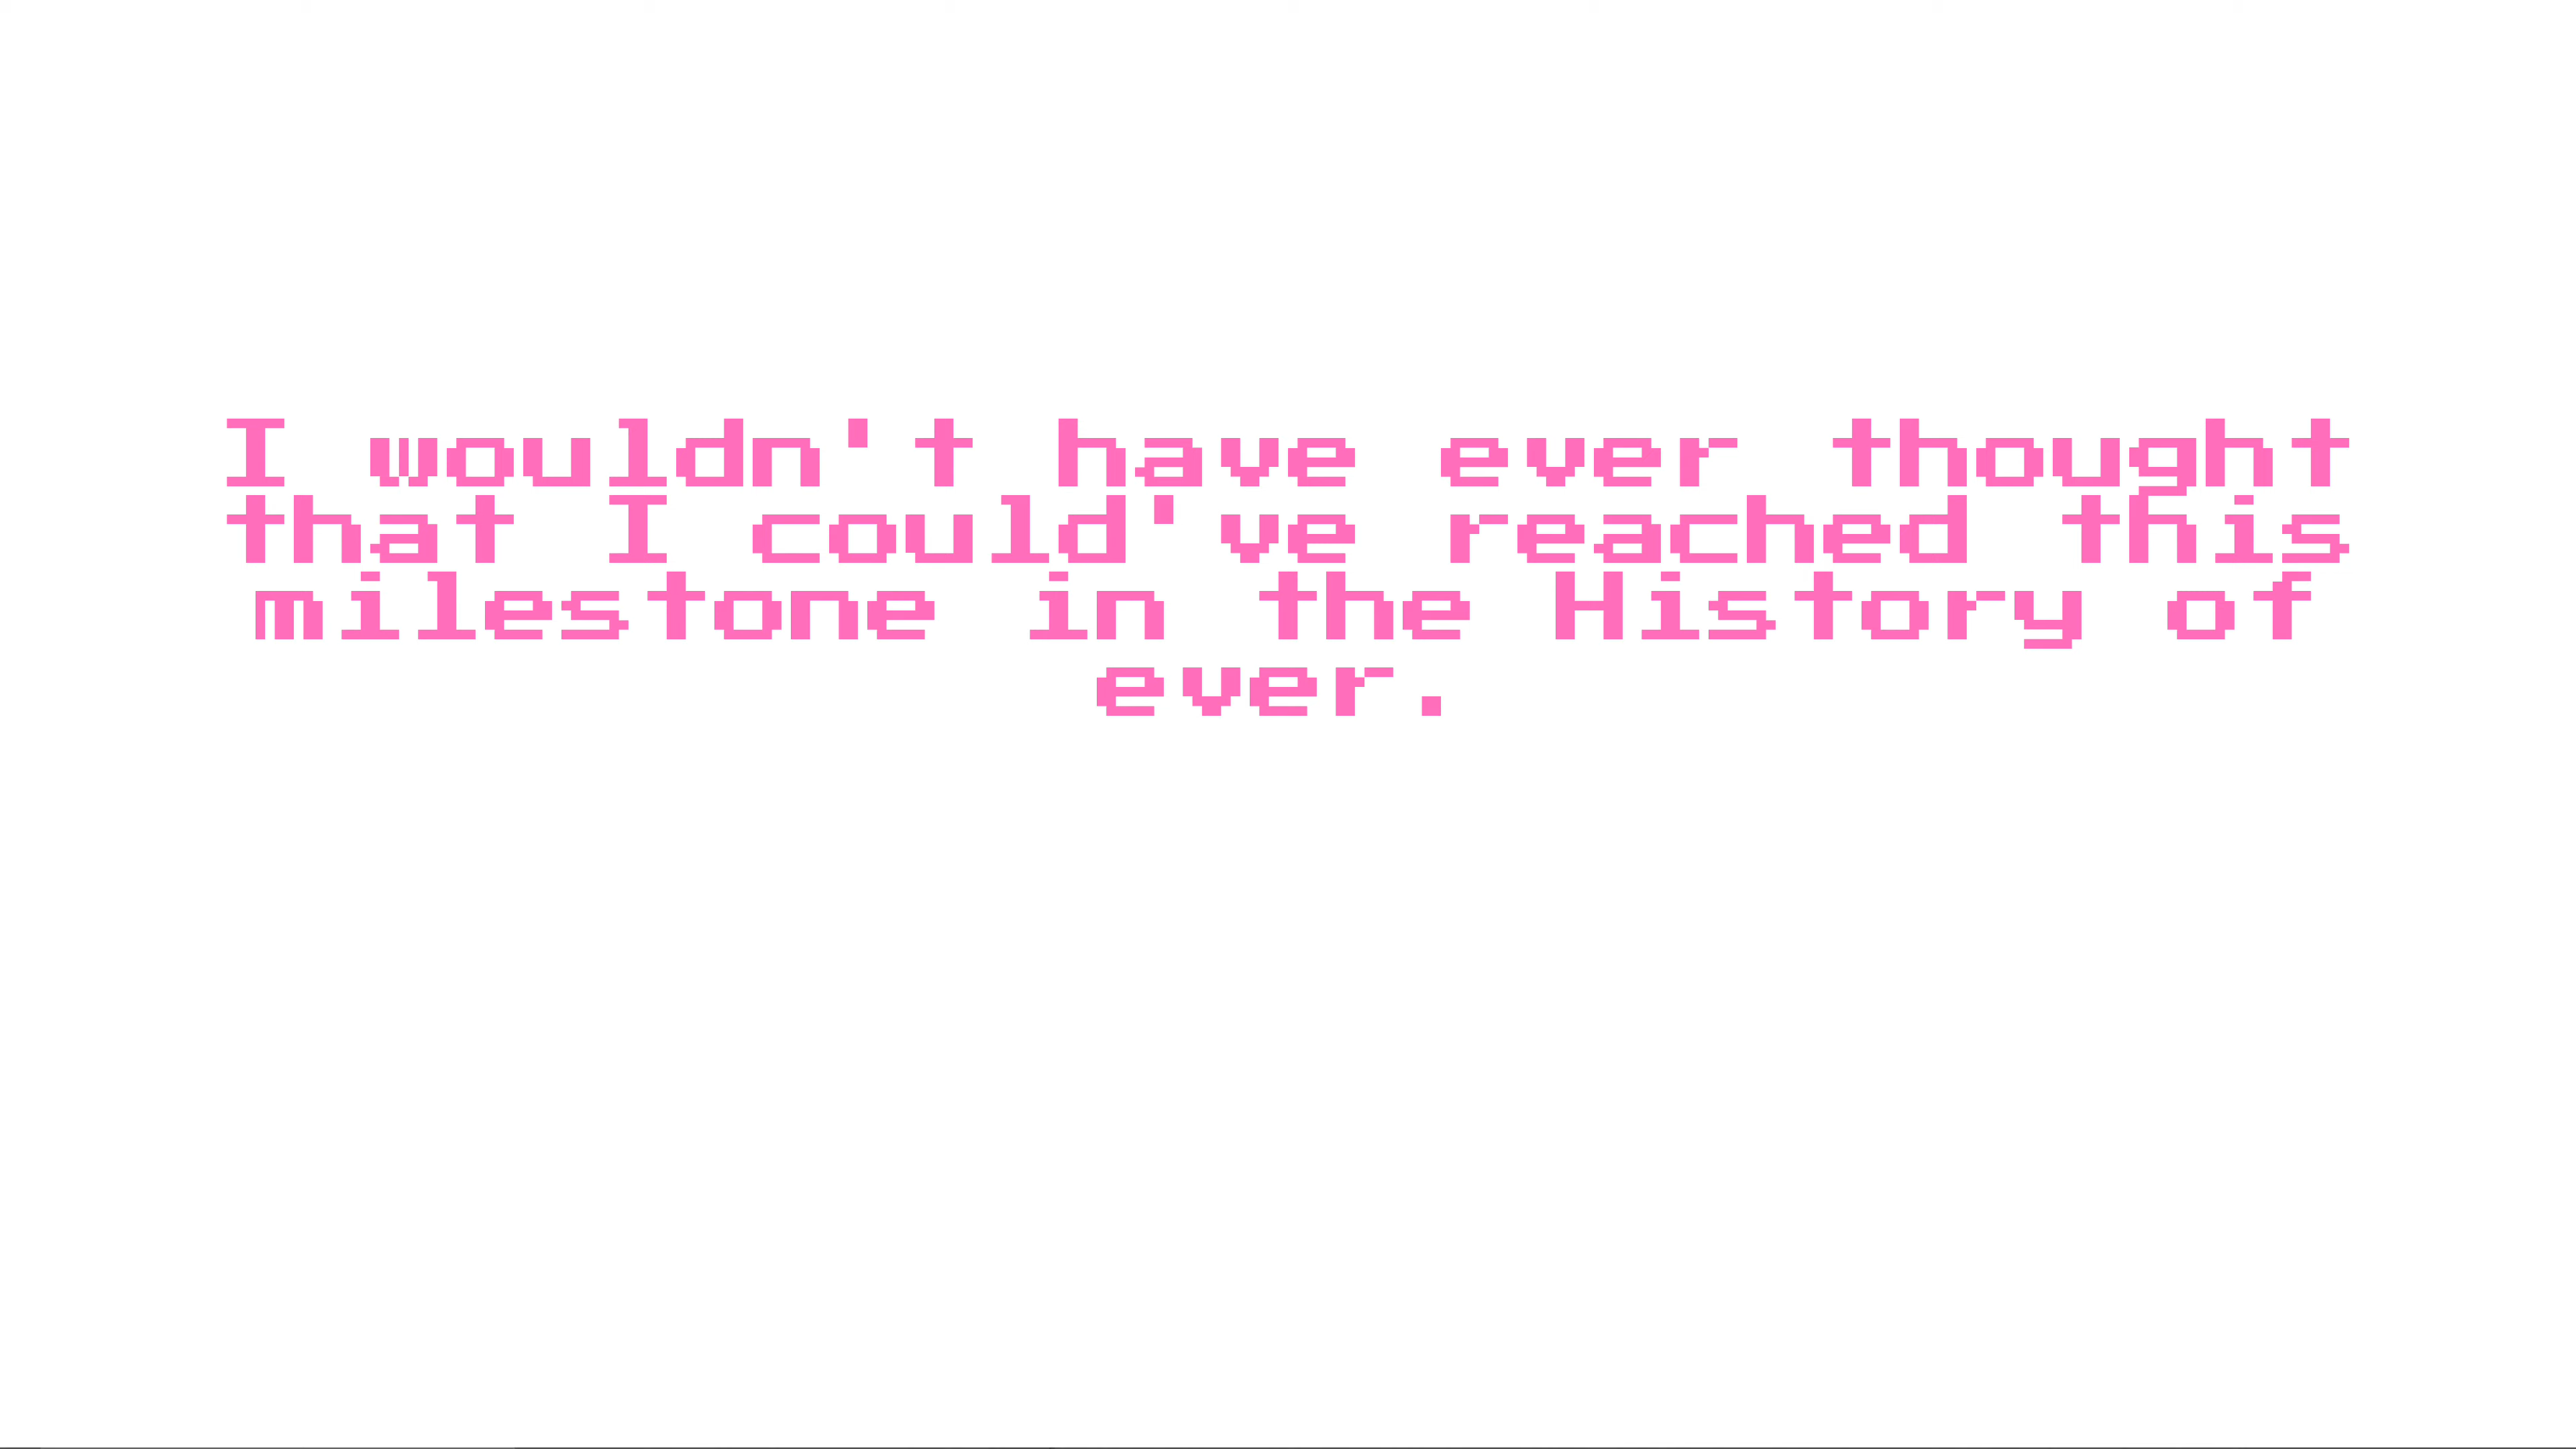 I wouldn't have ever thought
that I could've reached this
milestone in the History of
ever.